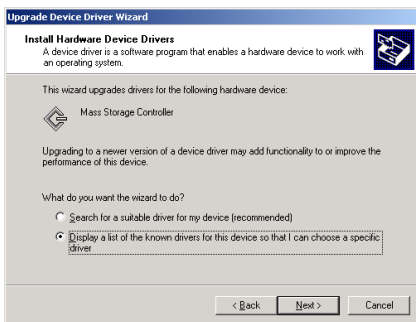 Upgrade Device Driver Wizard
Install Hardware Device Drivers
A device driver is a software program that enables a hardware device to work with
an operating system.
This wizard upgrades drivers for the following hardware device:
Mass Storage Controller
Upgrading to a newer version of a device driver may add functionality to or improve the
performance of this device.
What do you want the wizard to do?
Search for a suitable driver for my device (recommended)
Display a list of the known drivers for this device so that I can choose a specific
driver
< Back
Next >
Cancel